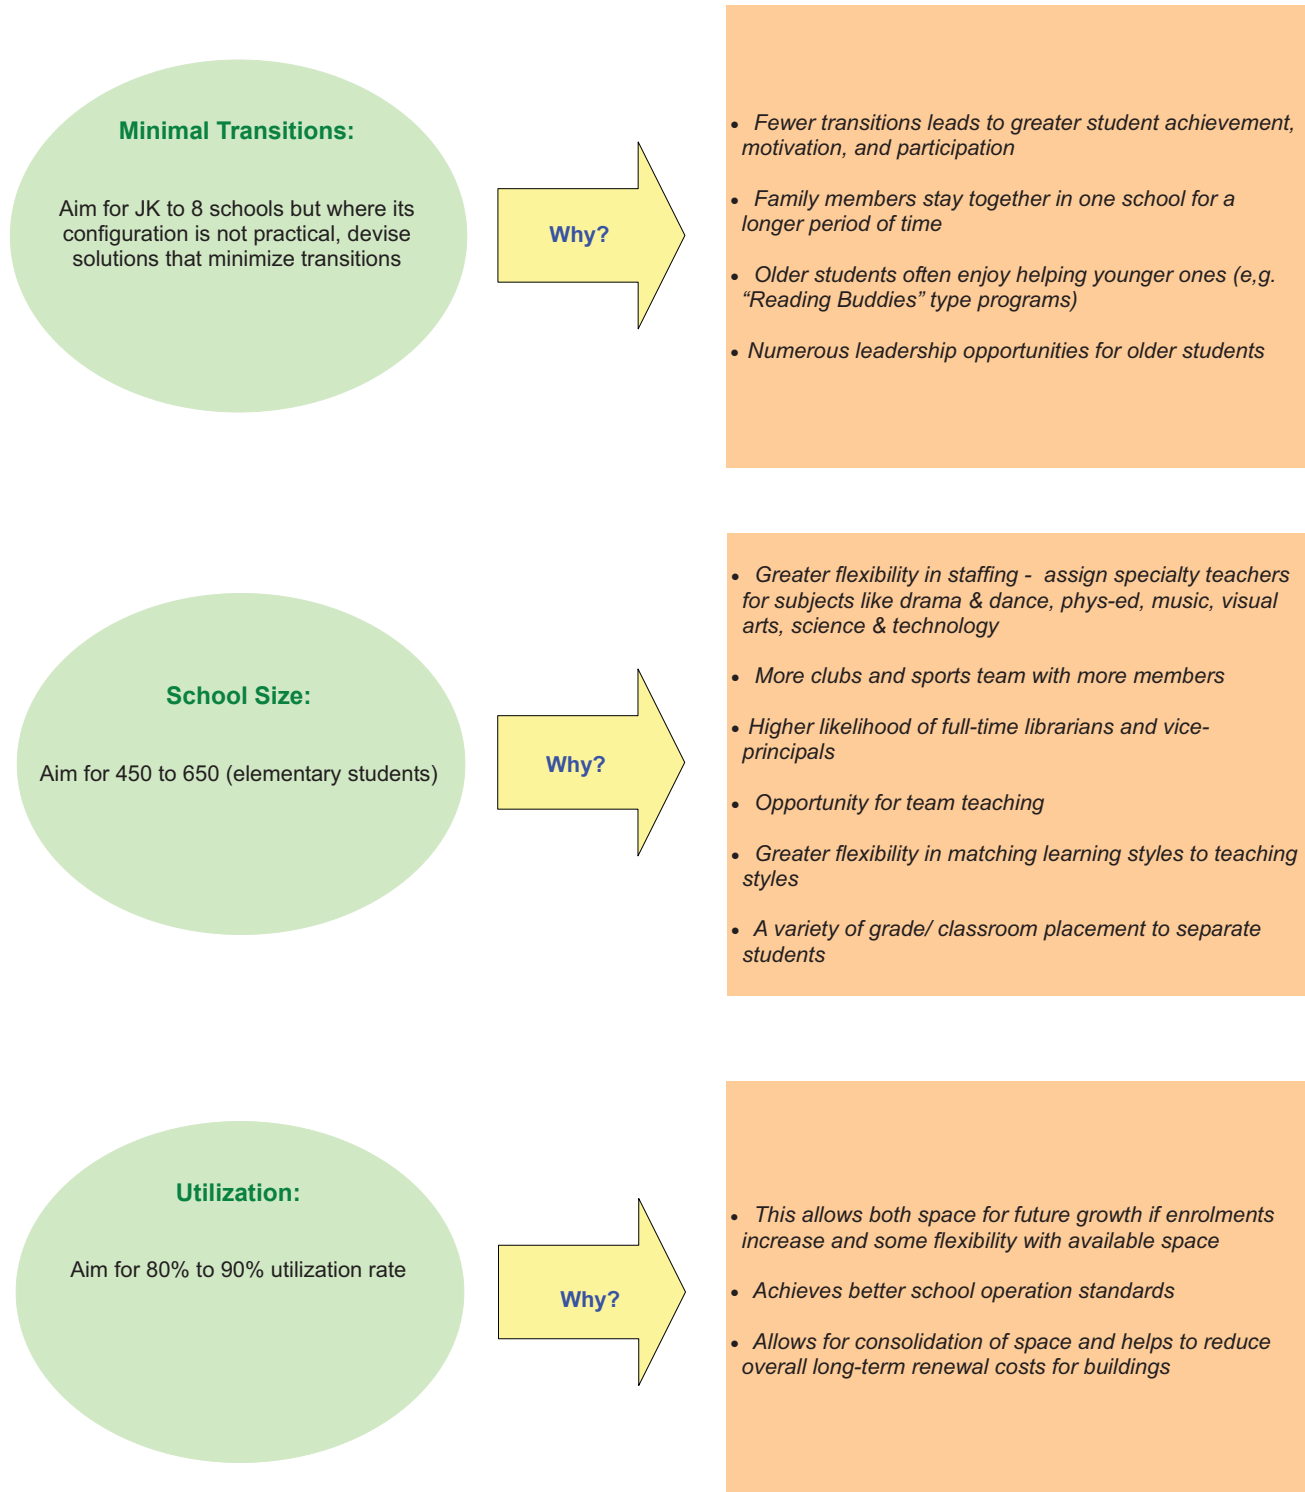 Minimal Transitions:
Aim for JK to 8 schools but where its
configuration is not practical, devise
solutions that minimize transitions
Why?
• Fewer transitions leads to greater student achievement,
motivation, and participation
• Family members stay together in one school for a
longer period of time
• Older students often enjoy helping younger ones (e,g.
“Reading Buddies” type programs)
• Numerous leadership opportunities for older students
School Size:
Aim for 450 to 650 (elementary students)
Why?
• Greater flexibility in staffing - assign specialty teachers
for subjects like drama & dance, phys-ed, music, visual
arts, science & technology
• More clubs and sports team with more members
• Higher likelihood of full-time librarians and vice-
principals
• Opportunity for team teaching
• Greater flexibility in matching learning styles to teaching
styles
• A variety of grade/ classroom placement to separate
students
Utilization:
Aim for 80% to 90% utilization rate
Why?
• This allows both space for future growth if enrolments
increase and some flexibility with available space
• Achieves better school operation standards
• Allows for consolidation of space and helps to reduce
overall long-term renewal costs for buildings